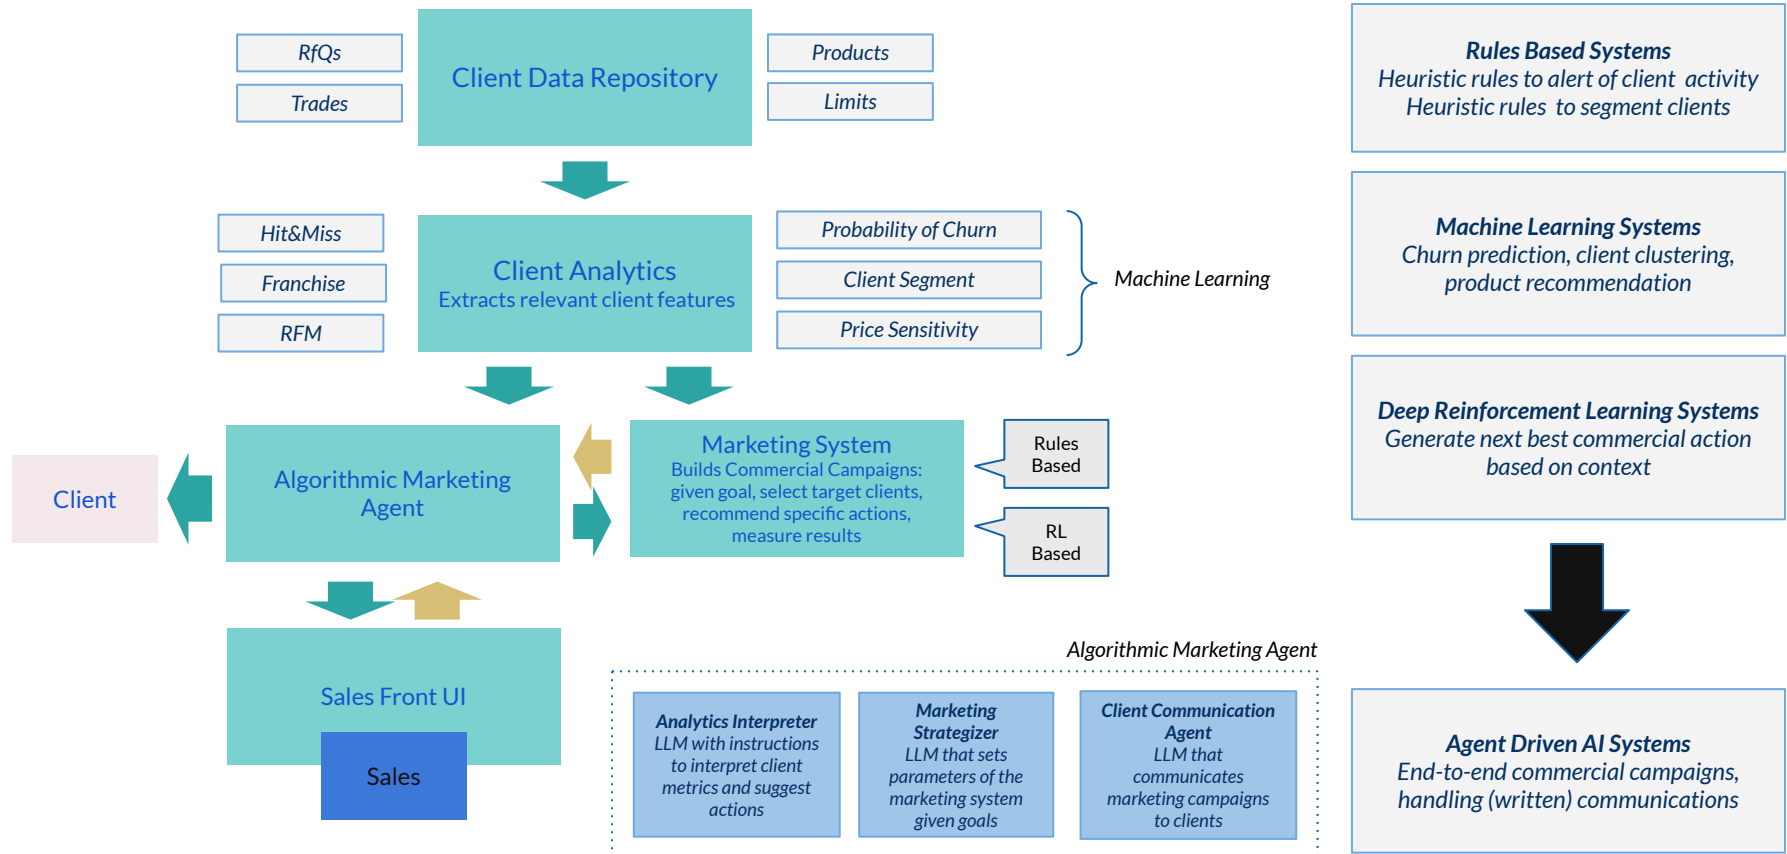 RfQs
Trades
Client Data Repository
Products
Limits
Hit&Miss
Franchise
RFM
Client Analytics
Extracts relevant client features
Probability of Churn
Client Segment
Price Sensitivity
Machine Learning
Client
Algorithmic Marketing
Agent
Marketing System
Builds Commercial Campaigns:
given goal, select target clients,
recommend specific actions,
measure results
Rules
Based
RL
Based
Sales Front UI
Sales
Algorithmic Marketing Agent
Analytics Interpreter
LLM with instructions
to interpret client
metrics and suggest
actions
Marketing
Strategizer
LLM that sets
parameters of the
marketing system
given goals
Client Communication
Agent
LLM that
communicates
marketing campaigns
to clients
Rules Based Systems
Heuristic rules to alert of client activity
Heuristic rules to segment clients
Machine Learning Systems
Churn prediction, client clustering,
product recommendation
Deep Reinforcement Learning Systems
Generate next best commercial action
based on context
Agent Driven AI Systems
End-to-end commercial campaigns,
handling (written) communications